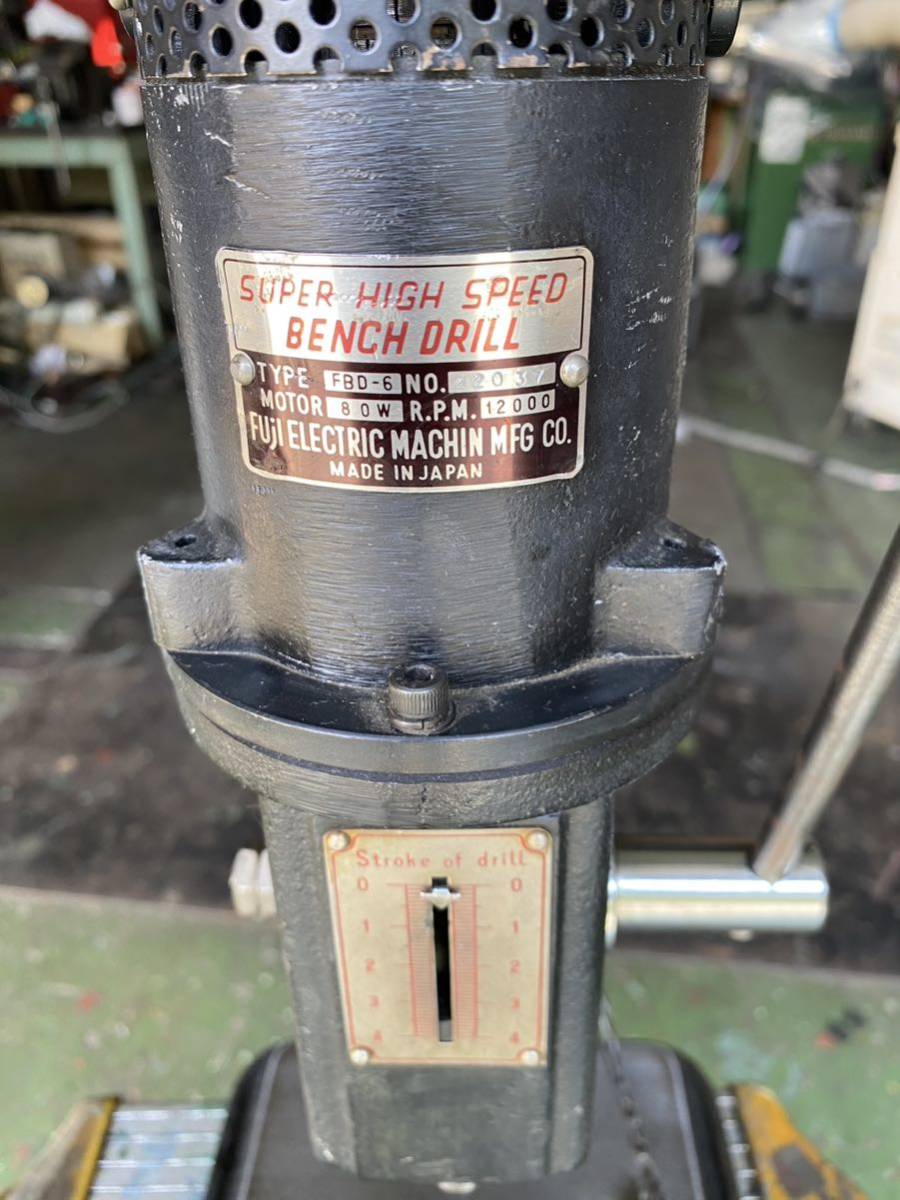 SUPER HIGH SPEED
BENCH DRILL
TYPE FBD-6 NO. 2037
MOTOR 80W R.P.M. 12000
FUjI ELECTRIC MACHIN MFG CO.
MADE IN JAPAN
Stroke of drill
0 0
1 1
2 2
3 3
4 4